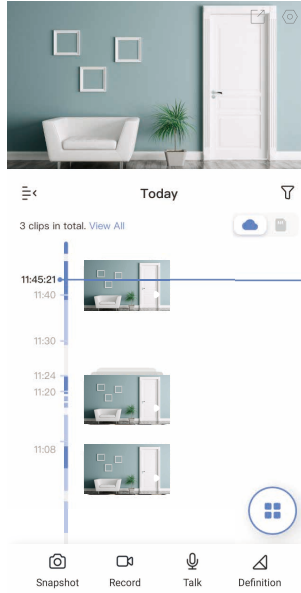 Today
3 clips in total. View All
11:45:21
11:40
11:30
11:24
11:20
11:08
Snapshot
Record
Talk
Definition